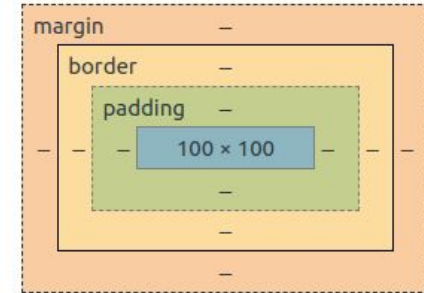 margin –
border –
padding –
– – – 100 × 100 – – –
–
–
–